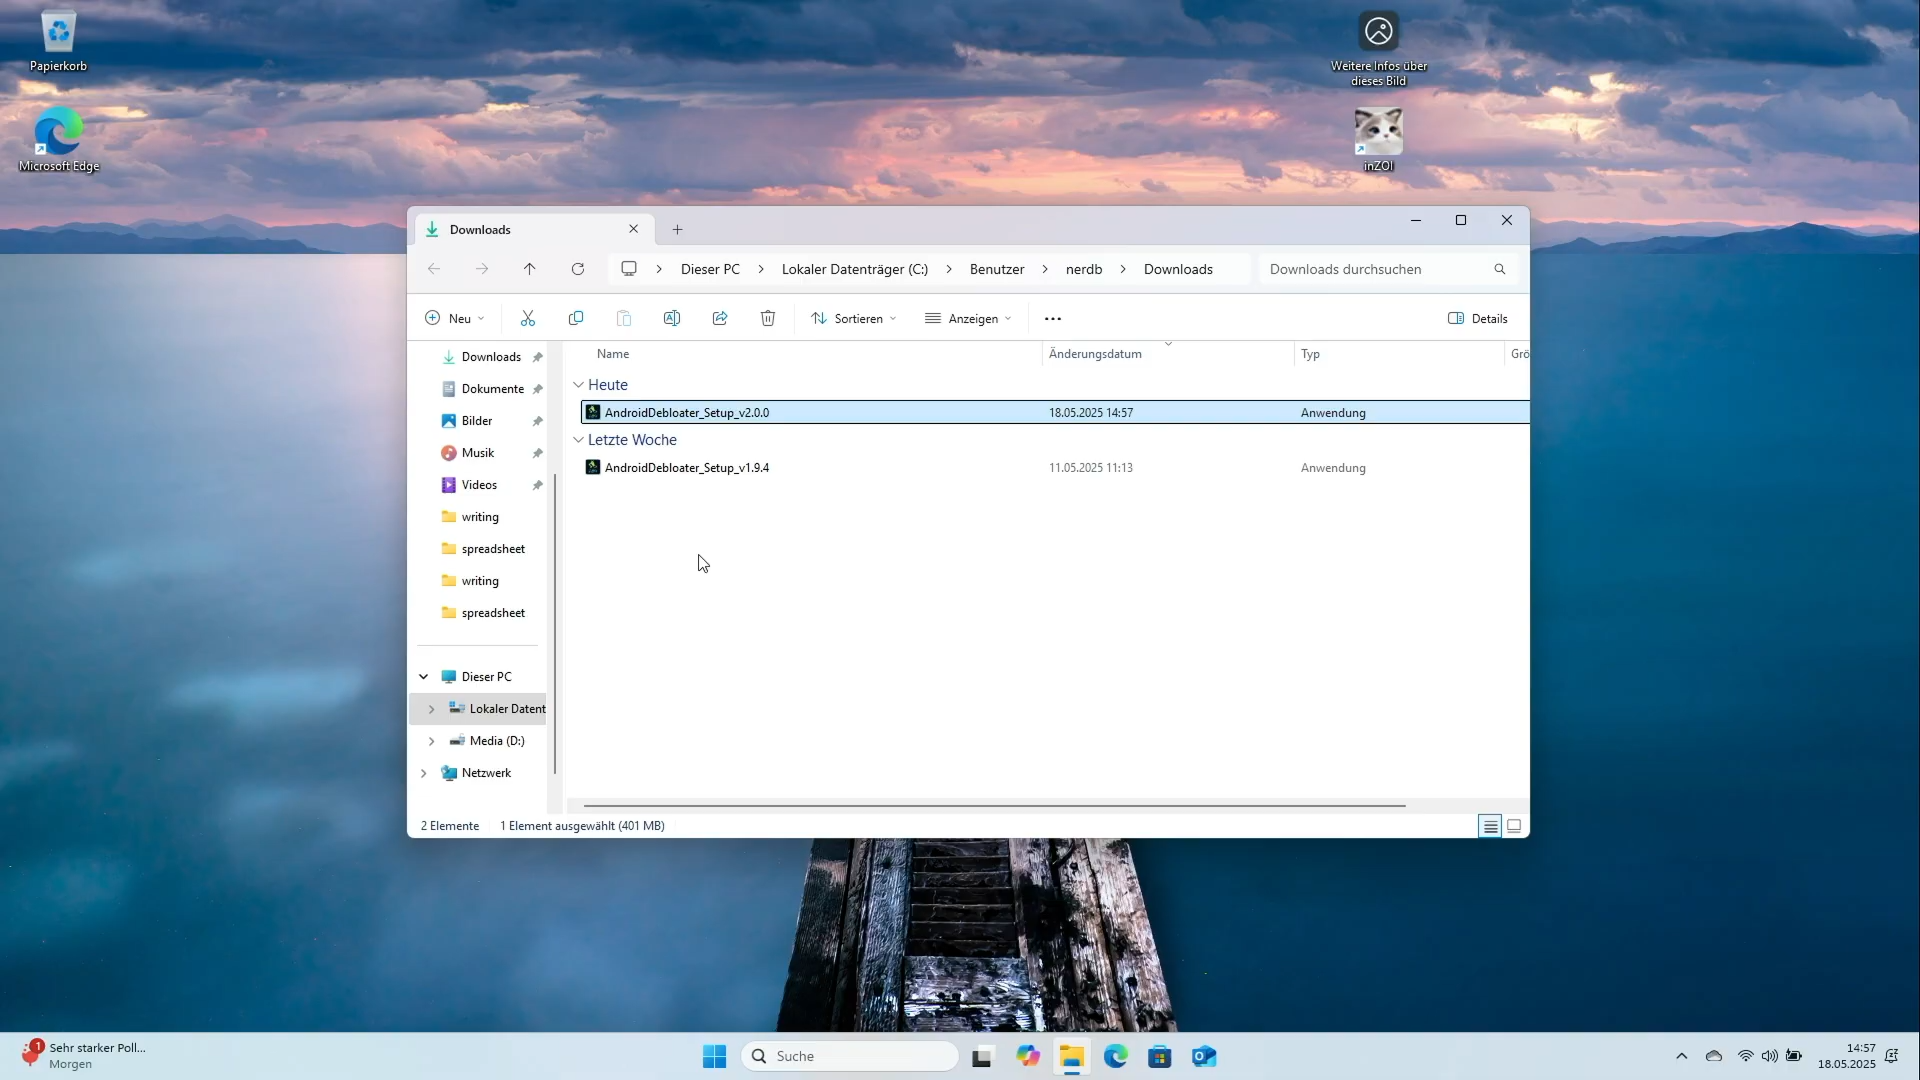 Papierkorb
Microsoft Edge
Weitere Infos über
dieses Bild
inZOI
Downloads
Dieser PC
Lokaler Datenträger (C:)
Benutzer
nerdb
Downloads
Downloads durchsuchen
Neu
Sortieren
Anzeigen
Details
Downloads
Dokumente
Bilder
Musik
Videos
writing
spreadsheet
writing
spreadsheet
Dieser PC
Lokaler Datent
Media (D:)
Netzwerk
Name Änderungsdatum Typ Grö
Heute
AndroidDebloater_Setup_v2.0.0 18.05.2025 14:57 Anwendung
Letzte Woche
AndroidDebloater_Setup_v1.9.4 11.05.2025 11:13 Anwendung
2 Elemente 1 Element ausgewählt (401 MB)
1
Sehr starker Poll...
Morgen
Suche
14:57
18.05.2025